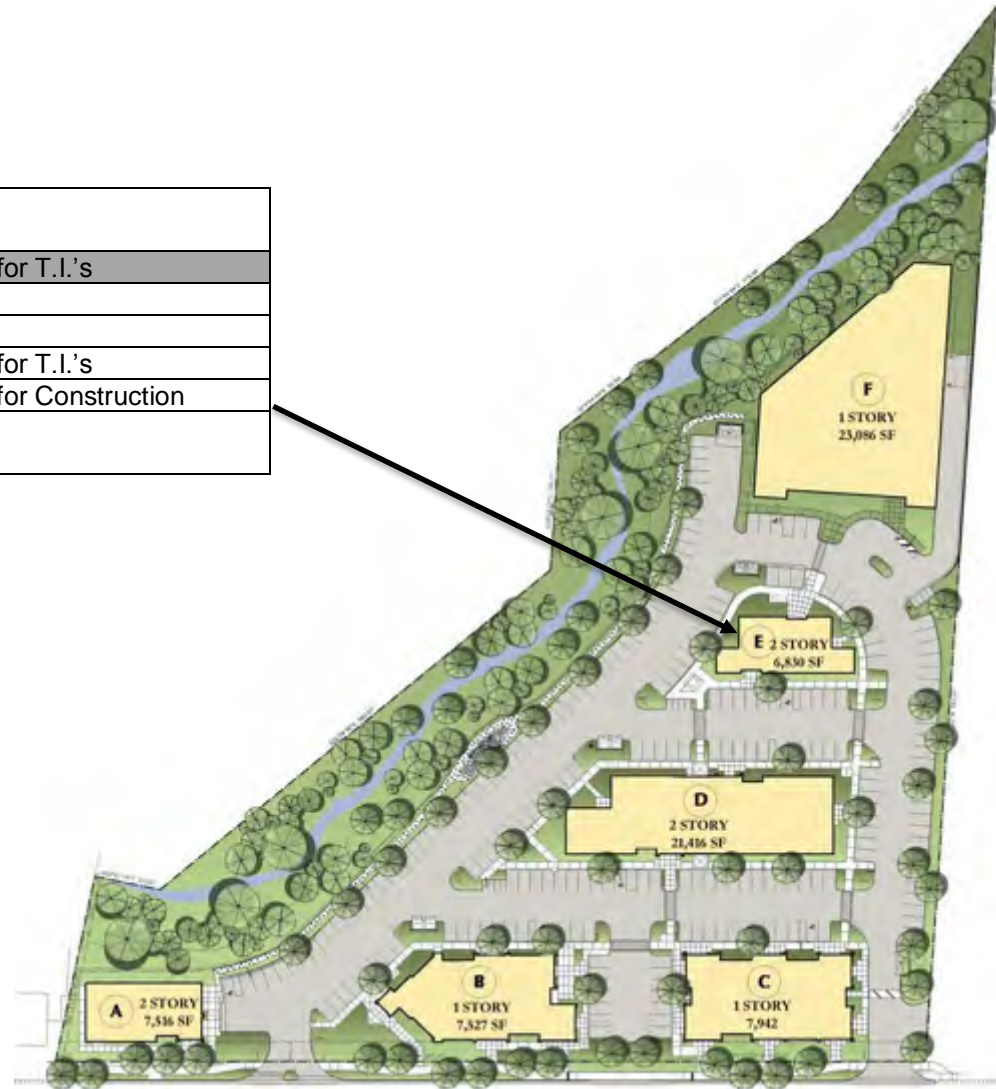 for T.I.'s
for T.I.'s
for Construction
F
1 STORY
23,086 SF
E 2 STORY
6,830 SF
D
2 STORY
21,416 SF
A 2 STORY
7,516 SF
B
1 STORY
7,327 SF
C
1 STORY
7,942